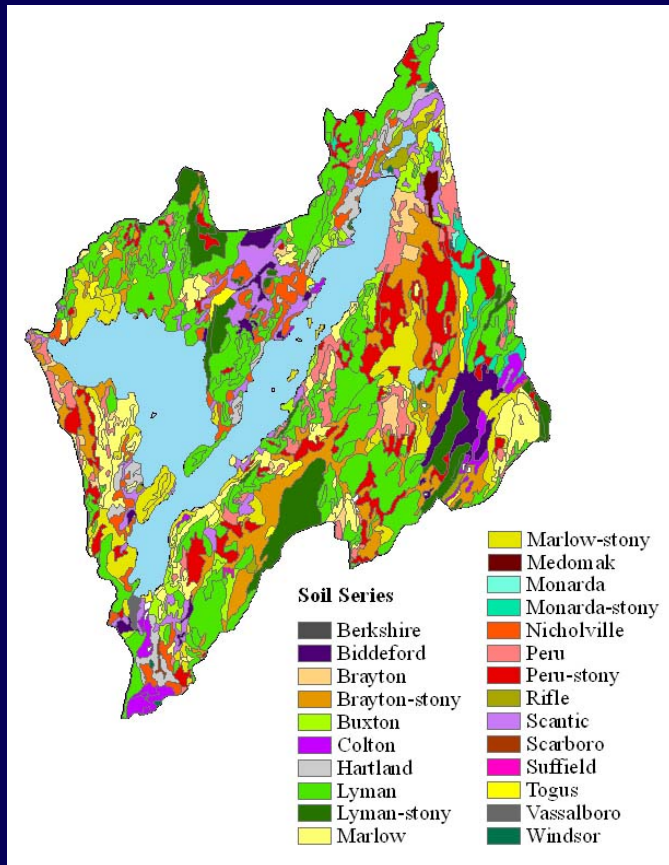 Soil Series
Berkshire
Biddeford
Brayton
Brayton-stony
Buxton
Colton
Hartland
Lyman
Lyman-stony
Marlow
Marlow-stony
Medomak
Monarda
Monarda-stony
Nicholville
Peru
Peru-stony
Rifle
Scantic
Scarboro
Suffield
Togus
Vassalboro
Windsor